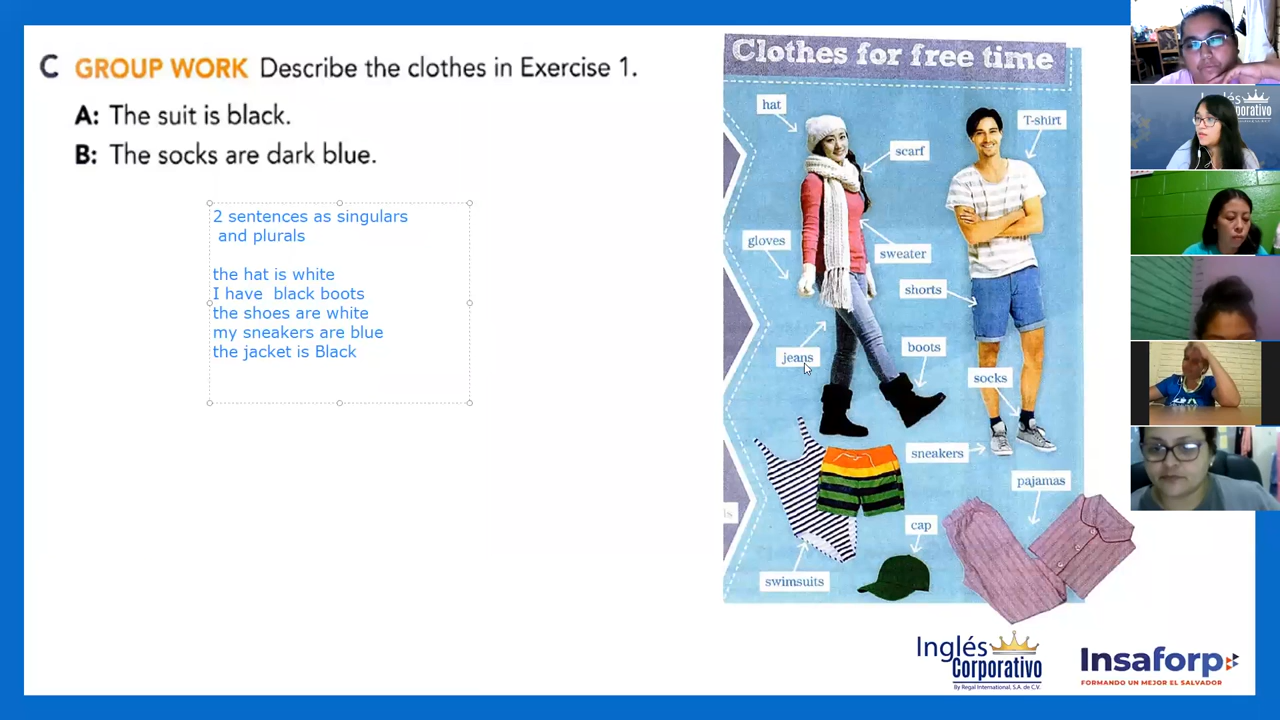 C GROUP WORK Describe the clothes in Exercise 1.
A: The suit is black.
B: The socks are dark blue.
2 sentences as singulars
and plurals
the hat is white
I have black boots
the shoes are white
my sneakers are blue
the jacket is Black
Clothes for free time
hat
T-shirt
scarf
gloves
sweater
shorts
jeans
boots
socks
sneakers
pajamas
cap
swimsuits
Inglés
Corporativo
By Regal International, S.A. de C.V.
Insaforp
FORMANDO UN MEJOR EL SALVADOR
Inglés
Corporativo